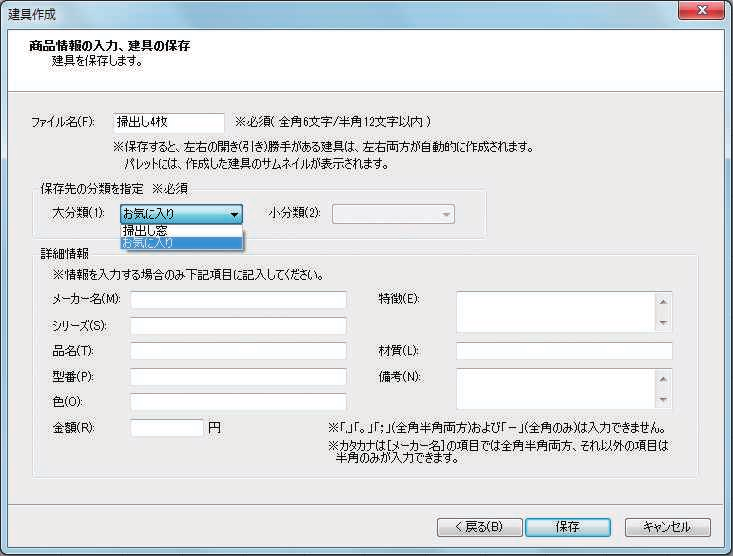 建具作成
商品情報の入力、建具の保存
建具を保存します。
ファイル名(F): 掃出し4枚 ※必須( 全角6文字/半角12文字以内 )
※保存すると、左右の開き(引き)勝手がある建具は、左右両方が自動的に作成されます。
パレットには、作成した建具のサムネイルが表示されます。
保存先の分類を指定 ※必須
大分類(1): お気に入り 小分類(2):
掃出し窓
お気に入り
詳細情報
※情報を入力する場合のみ下記項目に記入してください。
メーカー名(M): 特徴(E):
シリーズ(S):
品名(T): 材質(L):
型番(P): 備考(N):
色(O):
金額(R): 円 ※「,」「。」「;」(全角半角両方)および「－」(全角のみ)は入力できません。
※カタカナは[メーカー名]の項目では全角半角両方、それ以外の項目は
半角のみが入力できます。
< 戻る(B) 保存 キャンセル